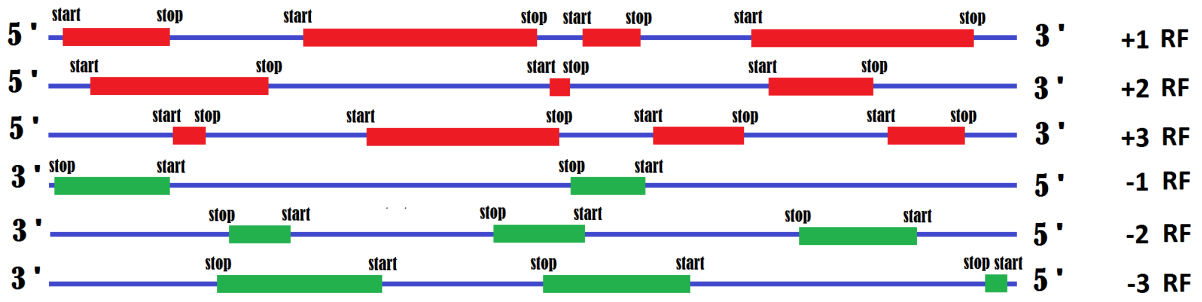 start stop start stop start stop start stop
5 ' 3 ' +1 RF
start stop start stop start stop
5 ' 3 ' +2 RF
start stop start stop start stop start stop
5 ' 3 ' +3 RF
stop start stop start
3 ' 5 ' -1 RF
stop start stop start stop start
3 ' 5 ' -2 RF
stop start stop start stop start
3 ' 5 ' -3 RF